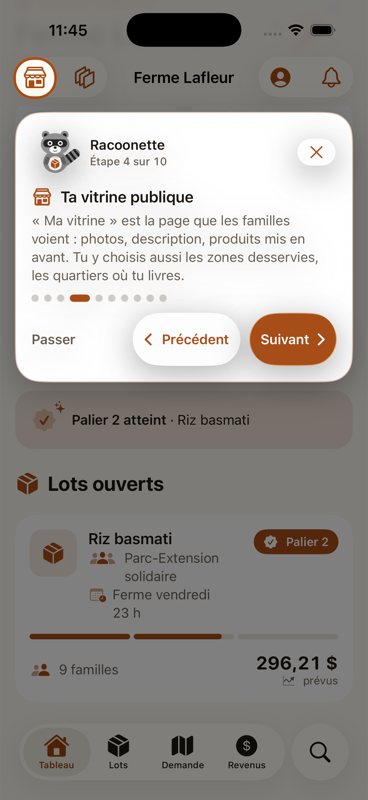 11:45
Ferme Lafleur
Racoonette
Étape 4 sur 10
Ta vitrine publique
« Ma vitrine » est la page que les familles
voient : photos, description, produits mis en
avant. Tu y choisis aussi les zones desservies,
les quartiers où tu livres.
Passer
Précédent
Suivant
Palier 2 atteint · Riz basmati
Lots ouverts
Riz basmati
Palier 2
Parc-Extension
solidaire
Ferme vendredi
23 h
9 familles
296,21 $
prévus
Tableau
Lots
Demande
Revenus